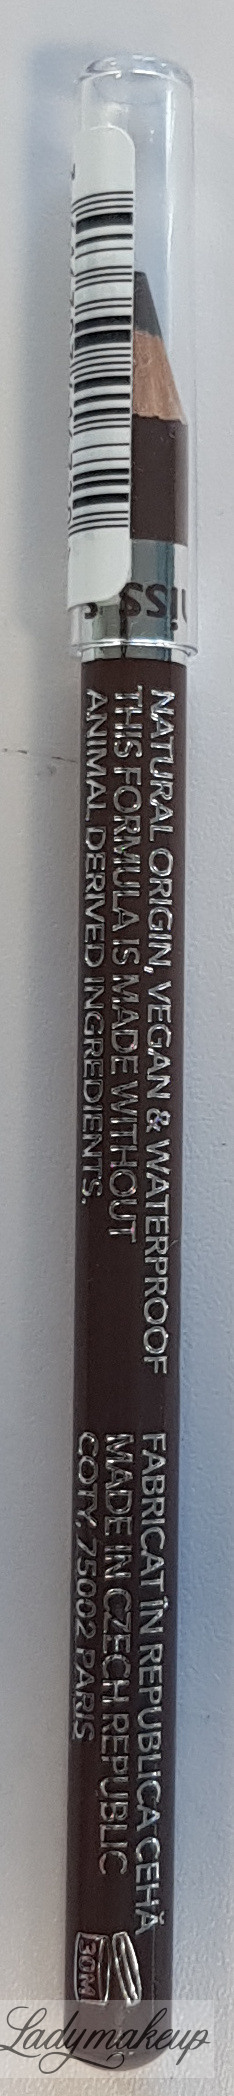 NATURAL ORIGIN, VEGAN & WATERPROOF
THIS FORMULA IS MADE WITHOUT
ANIMAL DERIVED INGREDIENTS.
FABRICAT ÎN REPUBLICA CEHĂ
MADE IN CZECH REPUBLIC
COTY, 75002 PARIS
30M
Ladymakeup